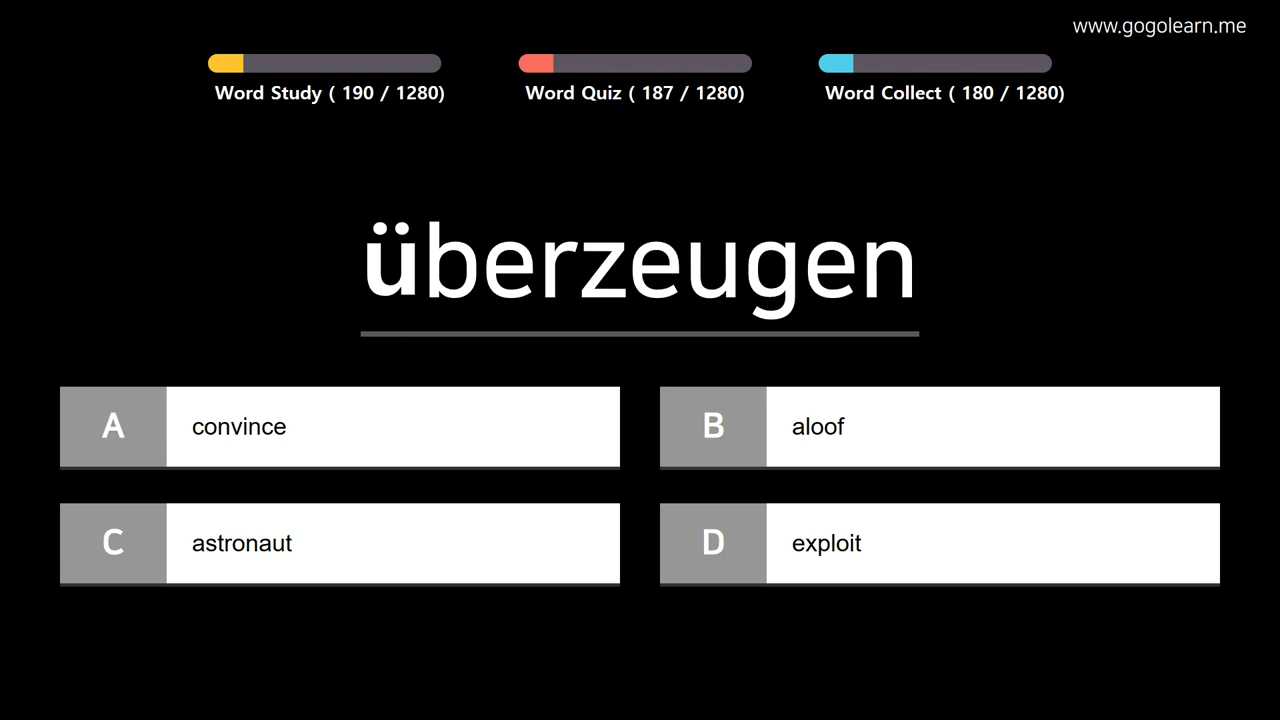 www.gogolearn.me
Word Study ( 190 / 1280)
Word Quiz ( 187 / 1280)
Word Collect ( 180 / 1280)
überzeugen
A convince
B aloof
C astronaut
D exploit